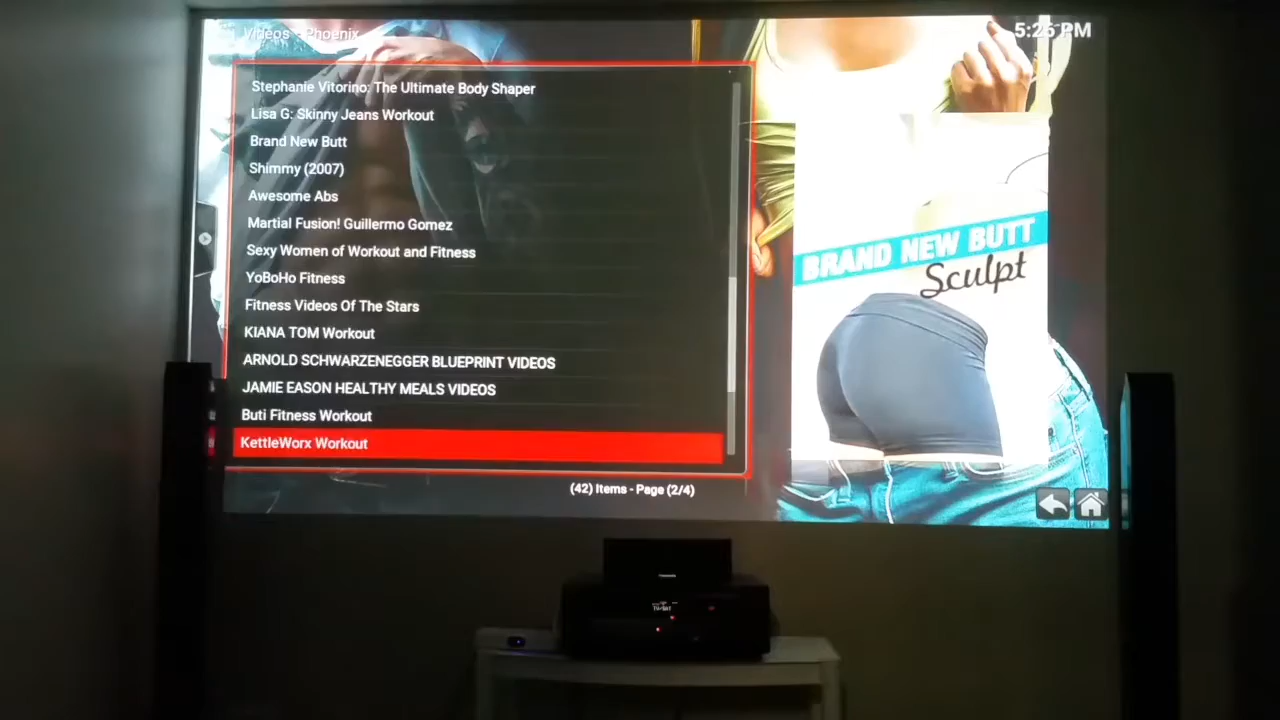 Videos - Phoenix
5:25 PM
Stephanie Vitorino: The Ultimate Body Shaper
Lisa G: Skinny Jeans Workout
Brand New Butt
Shimmy (2007)
Awesome Abs
Martial Fusion! Guillermo Gomez
Sexy Women of Workout and Fitness
YoBoHo Fitness
Fitness Videos Of The Stars
KIANA TOM Workout
ARNOLD SCHWARZENEGGER BLUEPRINT VIDEOS
JAMIE EASON HEALTHY MEALS VIDEOS
Buti Fitness Workout
KettleWorx Workout
(42) Items - Page (2/4)
BRAND NEW BUTT
Sculpt